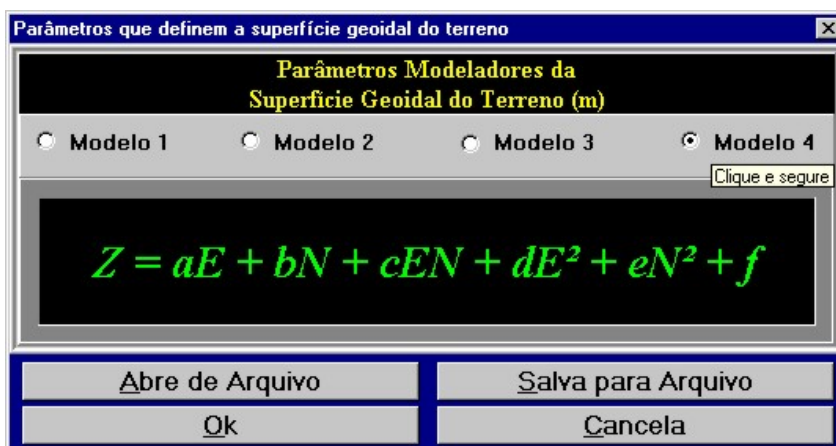 Parâmetros que definem a superfície geoidal do terreno
Parâmetros Modeladores da
Superfície Geoidal do Terreno (m)
Modelo 1 Modelo 2 Modelo 3 Modelo 4
Clique e segure
Z = aE + bN + cEN + dE² + eN² + f
Abre de Arquivo Salva para Arquivo
Ok Cancela